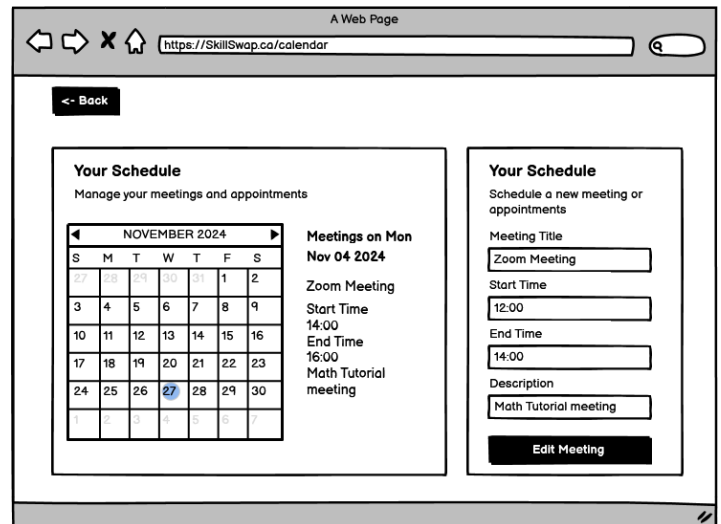 A Web Page
https://SkillSwap.ca/calendar
<- Back
Your Schedule
Manage your meetings and appointments
NOVEMBER 2024
S M T W T F S
27 28 29 30 31 1 2
3 4 5 6 7 8 9
10 11 12 13 14 15 16
17 18 19 20 21 22 23
24 25 26 27 28 29 30
1 2 3 4 5 6 7
Meetings on Mon
Nov 04 2024
Zoom Meeting
Start Time
14:00
End Time
16:00
Math Tutorial
meeting
Your Schedule
Schedule a new meeting or
appointments
Meeting Title
Zoom Meeting
Start Time
12:00
End Time
14:00
Description
Math Tutorial meeting
Edit Meeting